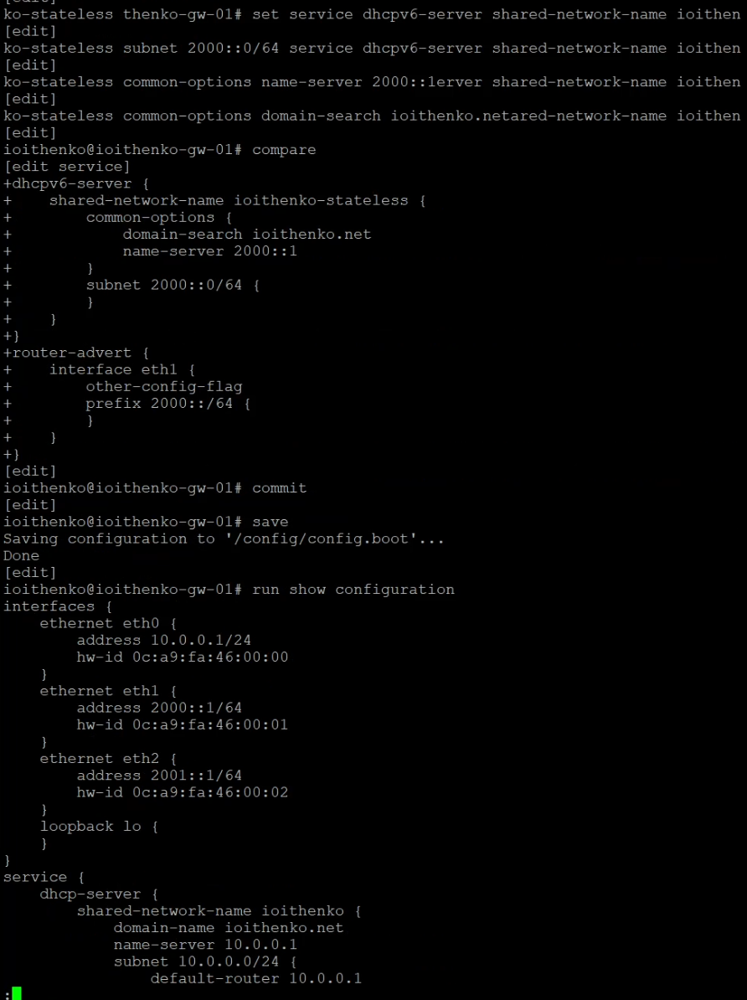 [edit]
ko-stateless thenko-gw-01# set service dhcpv6-server shared-network-name ioithen
[edit]
ko-stateless subnet 2000::0/64 service dhcpv6-server shared-network-name ioithen
[edit]
ko-stateless common-options name-server 2000::1erver shared-network-name ioithen
[edit]
ko-stateless common-options domain-search ioithenko.netared-network-name ioithen
[edit]
ioithenko@ioithenko-gw-01# compare
[edit service]
+dhcpv6-server {
+    shared-network-name ioithenko-stateless {
+        common-options {
+            domain-search ioithenko.net
+            name-server 2000::1
+        }
+        subnet 2000::0/64 {
+        }
+    }
+}
+router-advert {
+    interface eth1 {
+        other-config-flag
+        prefix 2000::/64 {
+        }
+    }
+}
[edit]
ioithenko@ioithenko-gw-01# commit
[edit]
ioithenko@ioithenko-gw-01# save
Saving configuration to '/config/config.boot'...
Done
[edit]
ioithenko@ioithenko-gw-01# run show configuration
interfaces {
    ethernet eth0 {
        address 10.0.0.1/24
        hw-id 0c:a9:fa:46:00:00
    }
    ethernet eth1 {
        address 2000::1/64
        hw-id 0c:a9:fa:46:00:01
    }
    ethernet eth2 {
        address 2001::1/64
        hw-id 0c:a9:fa:46:00:02
    }
    loopback lo {
    }
}
service {
    dhcp-server {
        shared-network-name ioithenko {
            domain-name ioithenko.net
            name-server 10.0.0.1
            subnet 10.0.0.0/24 {
                default-router 10.0.0.1
: